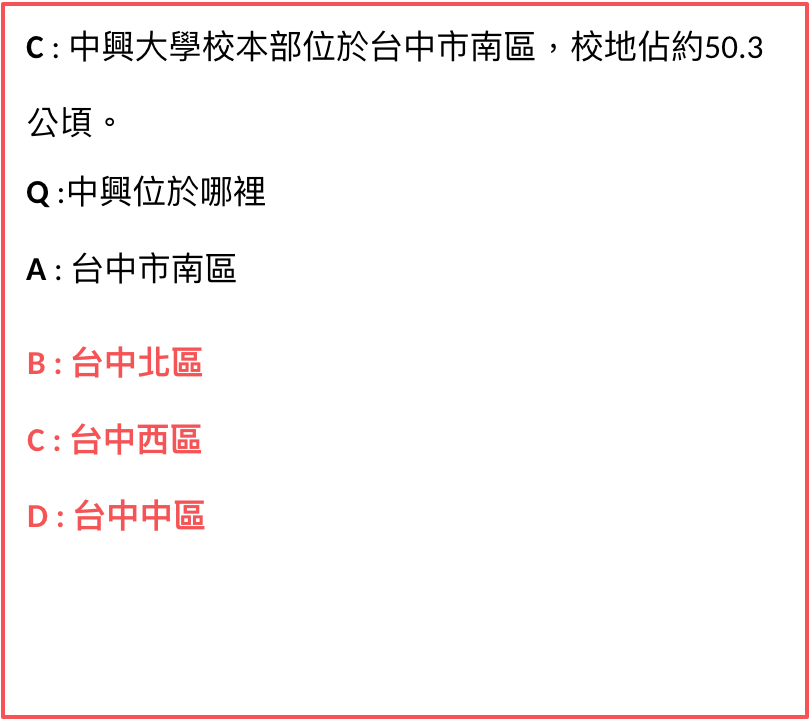 C : 中興大學校本部位於台中市南區，校地佔約50.3
公頃。
Q :中興位於哪裡
A : 台中市南區
B : 台中北區
C : 台中西區
D : 台中中區